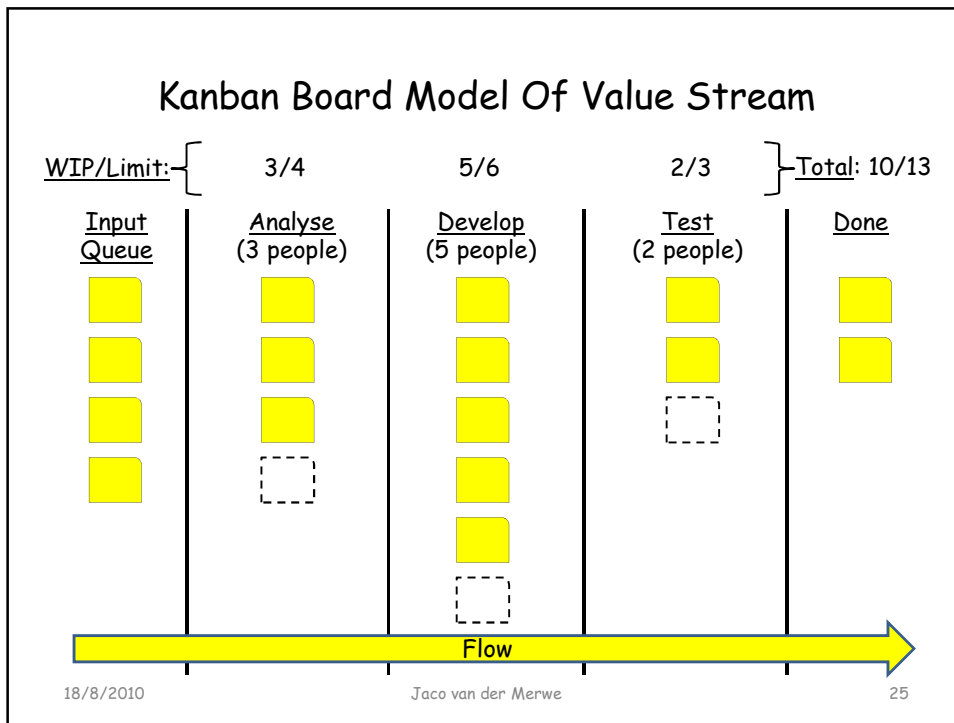 Kanban Board Model Of Value Stream
WIP/Limit: 3/4 5/6 2/3 Total: 10/13
Input
Queue
Analyse
(3 people)
Develop
(5 people)
Test
(2 people)
Done
Flow
18/8/2010 Jaco van der Merwe 25